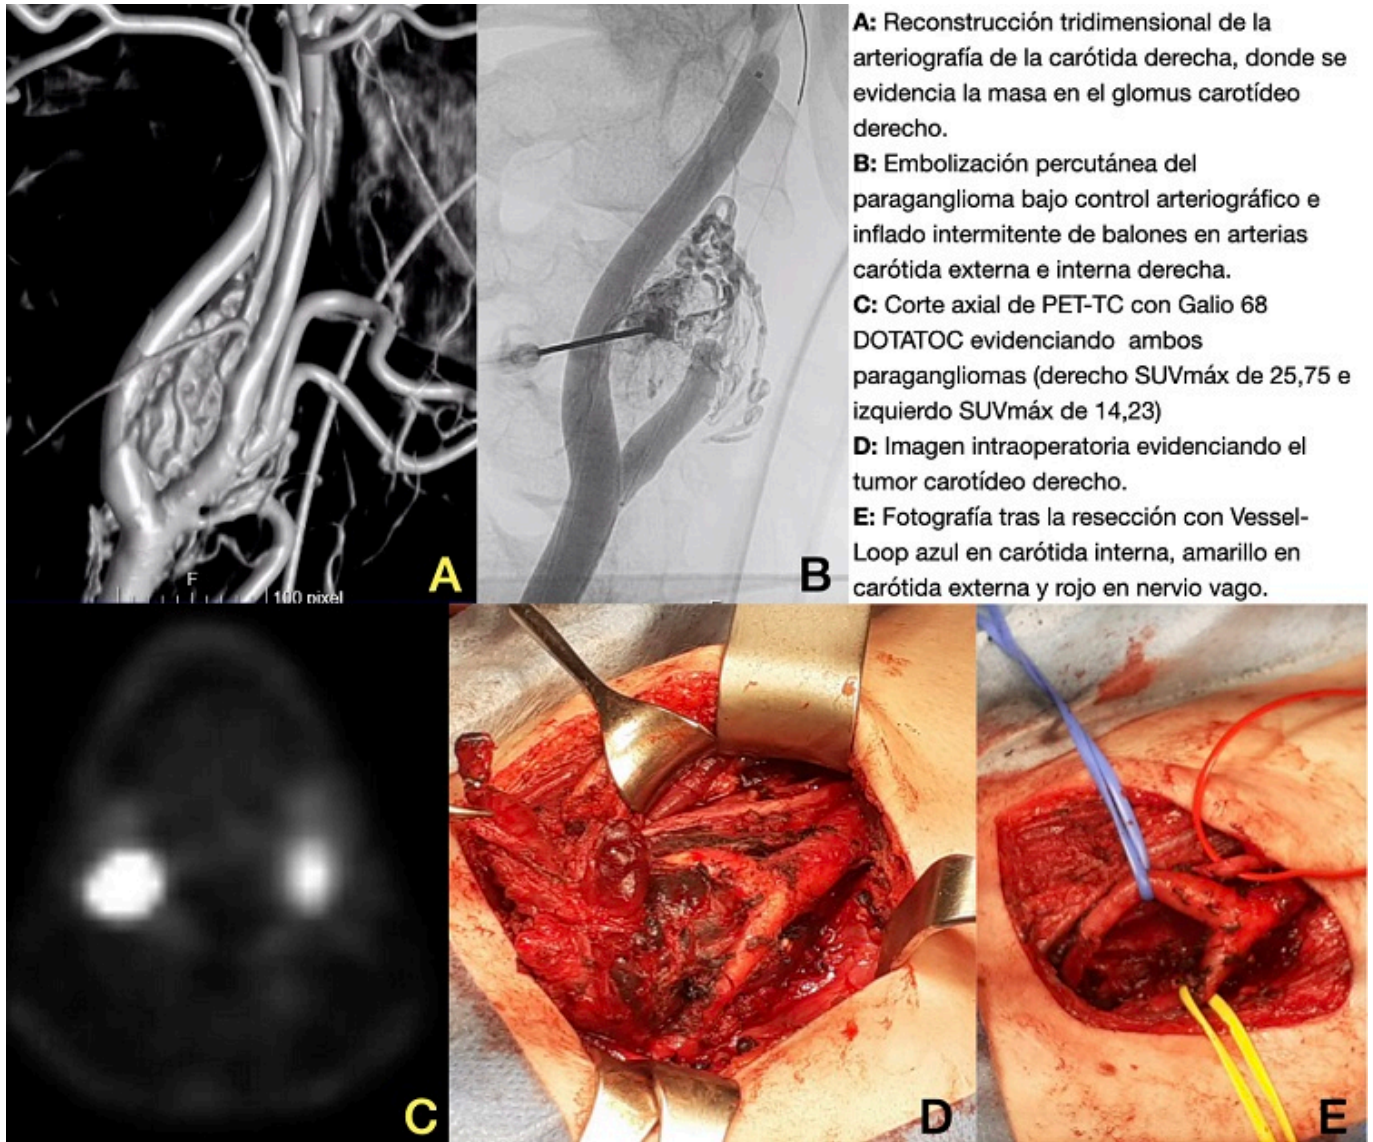 A: Reconstrucción tridimensional de la
arteriografía de la carótida derecha, donde se
evidencia la masa en el glomus carotídeo
derecho.
B: Embolización percutánea del
paraganglioma bajo control arteriográfico e
inflado intermitente de balones en arterias
carótida externa e interna derecha.
C: Corte axial de PET-TC con Galio 68
DOTATOC evidenciando ambos
paragangliomas (derecho SUVmáx de 25,75 e
izquierdo SUVmáx de 14,23)
D: Imagen intraoperatoria evidenciando el
tumor carotídeo derecho.
E: Fotografía tras la resección con Vessel-
Loop azul en carótida interna, amarillo en
carótida externa y rojo en nervio vago.
F
100 pixel
A
B
C
D
E